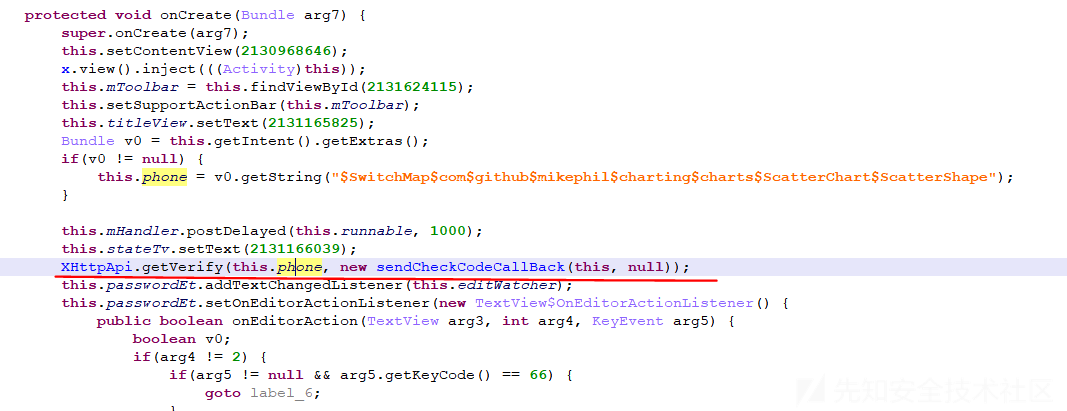 protected void onCreate(Bundle arg7) {
super.onCreate(arg7);
this.setContentView(2130968646);
x.view().inject(((Activity)this));
this.mToolbar = this.findViewById(2131624115);
this.setSupportActionBar(this.mToolbar);
this.titleView.setText(2131165825);
Bundle v0 = this.getIntent().getExtras();
if(v0 != null) {
this.phone = v0.getString("$SwitchMap$com$github$mikephil$charting$charts$ScatterChart$ScatterShape");
}
this.mHandler.postDelayed(this.runnable, 1000);
this.stateTv.setText(2131166039);
XHttpApi.getVerify(this.phone, new sendCheckCodeCallBack(this, null));
this.passwordEt.addTextChangedListener(this.editWatcher);
this.passwordEt.setOnEditorActionListener(new TextView$OnEditorActionListener() {
public boolean onEditorAction(TextView arg3, int arg4, KeyEvent arg5) {
boolean v0;
if(arg4 != 2) {
if(arg5 != null && arg5.getKeyCode() == 66) {
goto label_6;
}
先知安全技术社区